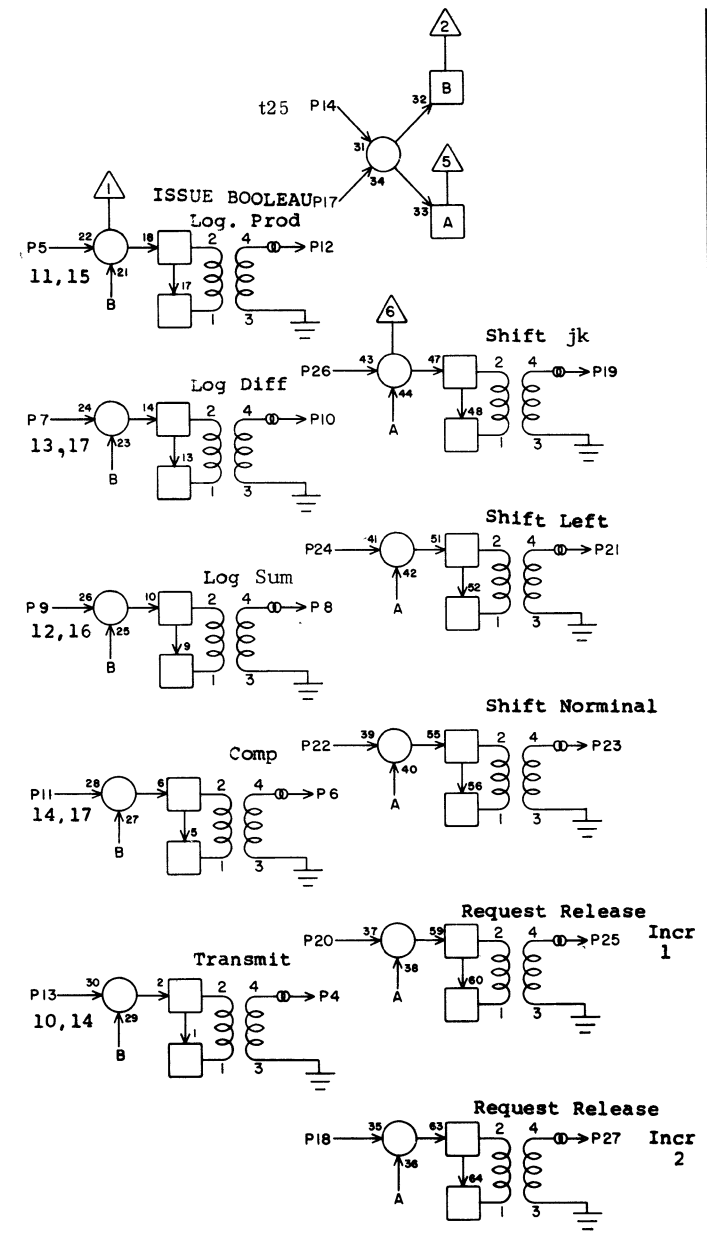 2
B
32
t25 P14
31
34
5
33
A
1
ISSUE BOOLEAUP17
Log. Prod
P5 22 18 2 4 P12
11,15
21
17
B
1 3
6
Shift jk
P26 43 47 2 4 P19
44
48
A
1 3
Log Diff
P7 24 14 2 4 P10
13,17
23
13
B
1 3
Shift Left
P24 41 51 2 4 P21
42
52
A
1 3
Log Sum
P9 26 10 2 4 P8
12,16
25
9
B
1 3
Shift Norminal
P22 39 55 2 4 P23
40
56
A
1 3
Comp
P11 28 6 2 4 P6
14,17
27
5
B
1 3
Request Release
Incr
1
P20 37 59 2 4 P25
38
60
A
1 3
Transmit
P13 30 2 2 4 P4
10,14
29
1
B
1 3
Request Release
Incr
2
P18 35 63 2 4 P27
36
64
A
1 3